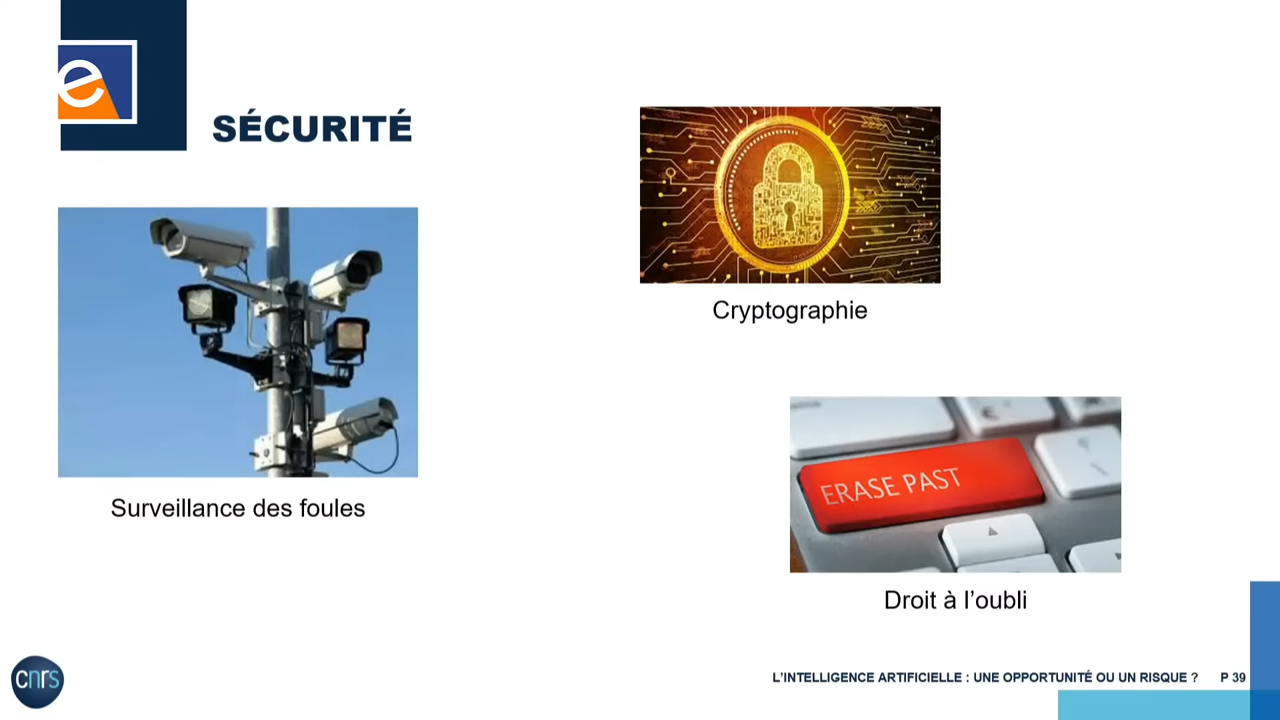 e
SÉCURITÉ
Cryptographie
Surveillance des foules
ERASE PAST
Droit à l’oubli
cnrs
L’INTELLIGENCE ARTIFICIELLE : UNE OPPORTUNITÉ OU UN RISQUE ? P 39